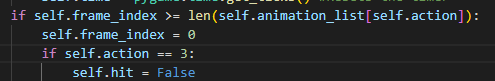 if self.frame_index >= len(self.animation_list[self.action]):
self.frame_index = 0
if self.action == 3:
self.hit = False